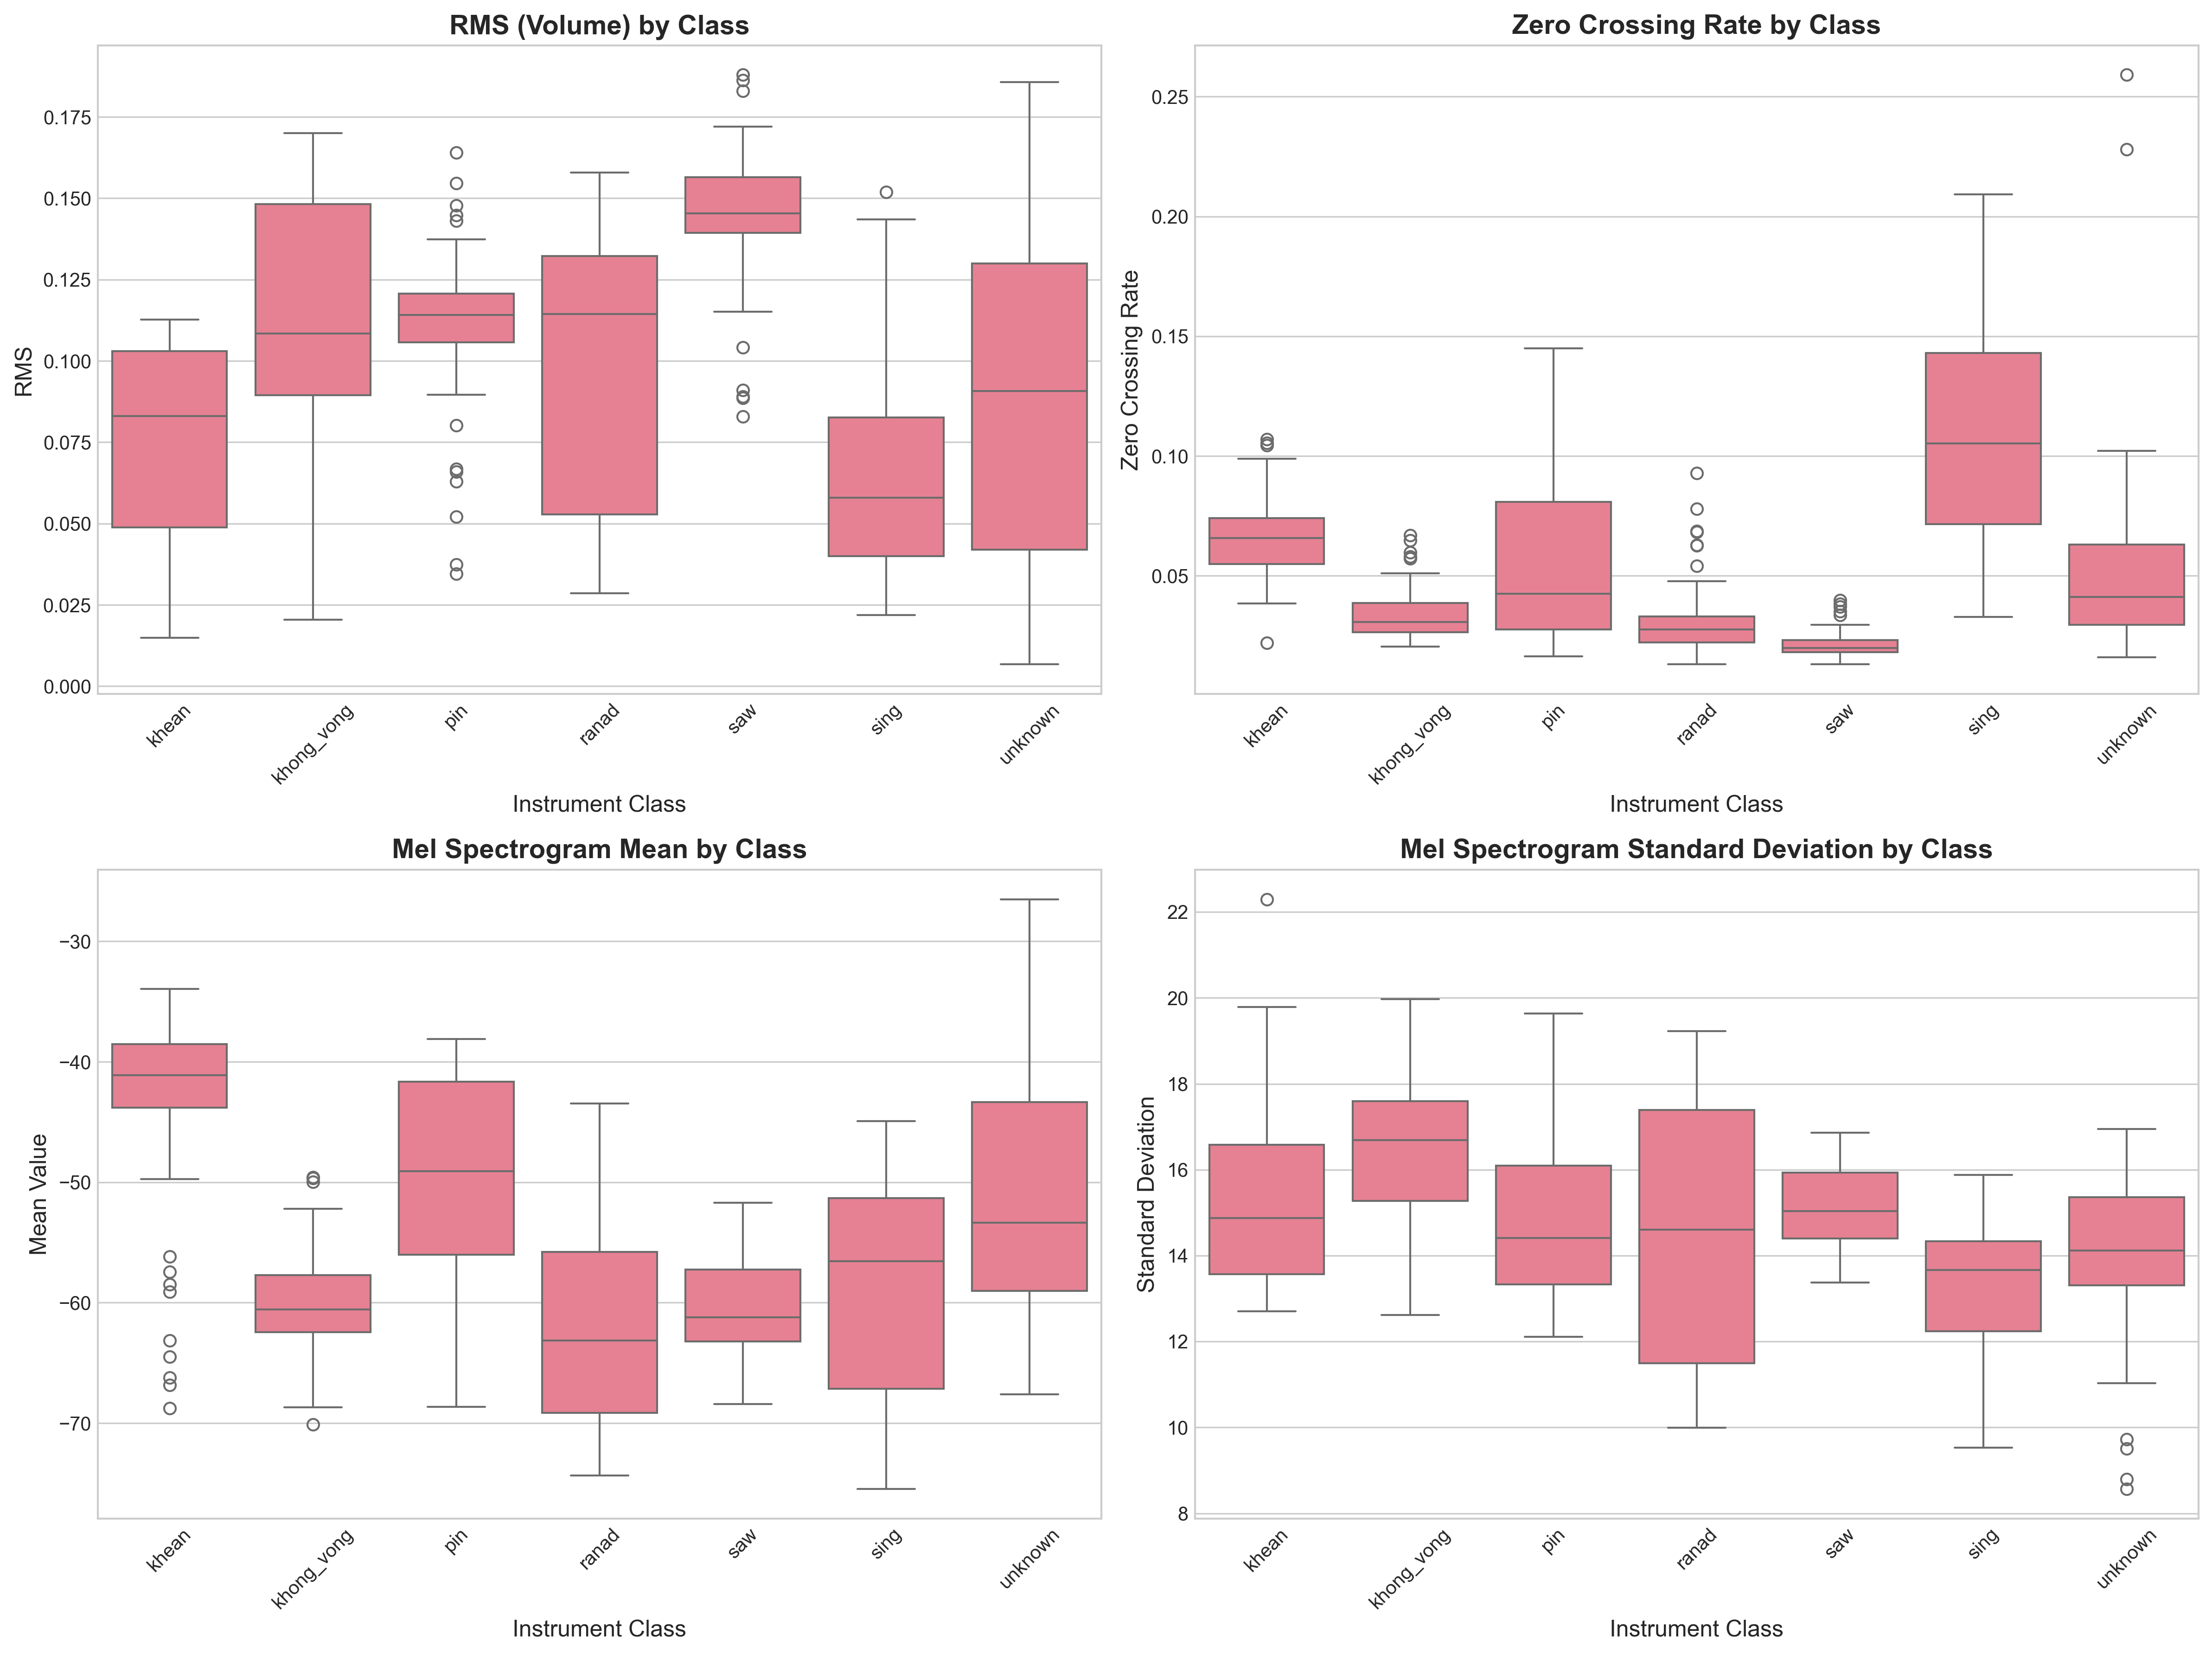 RMS (Volume) by Class
0.175
0.150
0.125
0.100
0.075
0.050
0.025
0.000
RMS
khean
khong_vong
pin
ranad
saw
sing
unknown
Instrument Class
Zero Crossing Rate by Class
0.25
0.20
0.15
0.10
0.05
Zero Crossing Rate
khean
khong_vong
pin
ranad
saw
sing
unknown
Instrument Class
Mel Spectrogram Mean by Class
−30
−40
−50
−60
−70
Mean Value
khean
khong_vong
pin
ranad
saw
sing
unknown
Instrument Class
Mel Spectrogram Standard Deviation by Class
22
20
18
16
14
12
10
8
Standard Deviation
khean
khong_vong
pin
ranad
saw
sing
unknown
Instrument Class